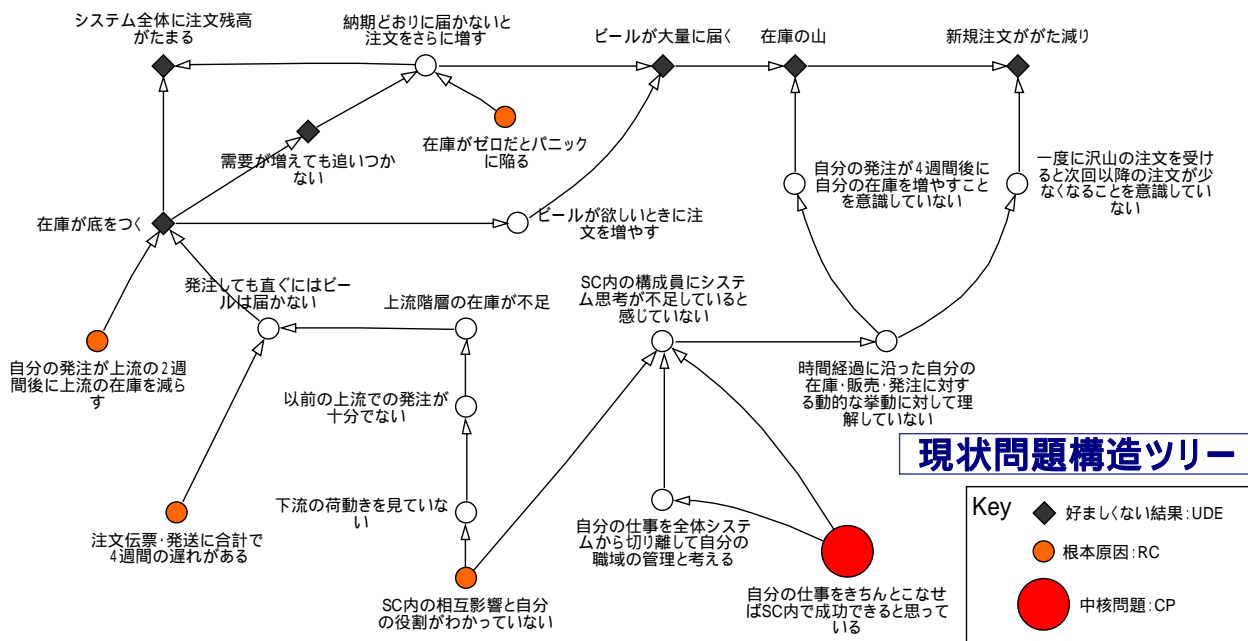 システム全体に注文残高
がたまる
納期どおりに届かないと
注文をさらに増す
ビールが大量に届く
在庫の山
新規注文ががた減り
需要が増えても追いつか
ない
在庫がゼロだとパニック
に陥る
自分の発注が4週間後に
自分の在庫を増やすこと
を意識していない
一度に沢山の注文を受け
ると次回以降の注文が少
なくなることを意識してい
ない
在庫が底をつく
ビールが欲しいときに注
文を増やす
発注しても直ぐにはビー
ルは届かない
上流階層の在庫が不足
SC内の構成員にシステ
ム思考が不足していると
感じていない
自分の発注が上流の2週
間後に上流の在庫を減ら
す
以前の上流での発注が
十分でない
時間経過に沿った自分の
在庫・販売・発注に対す
る動的な挙動に対して理
解していない
現状問題構造ツリー
下流の荷動きを見ていな
い
注文伝票・発送に合計で
4週間の遅れがある
自分の仕事を全体システ
ムから切り離して自分の
職域の管理と考える
SC内の相互影響と自分
の役割がわかっていない
自分の仕事をきちんとこなせ
ばSC内で成功できると思って
いる
Key
好ましくない結果:UDE
根本原因:RC
中核問題:CP